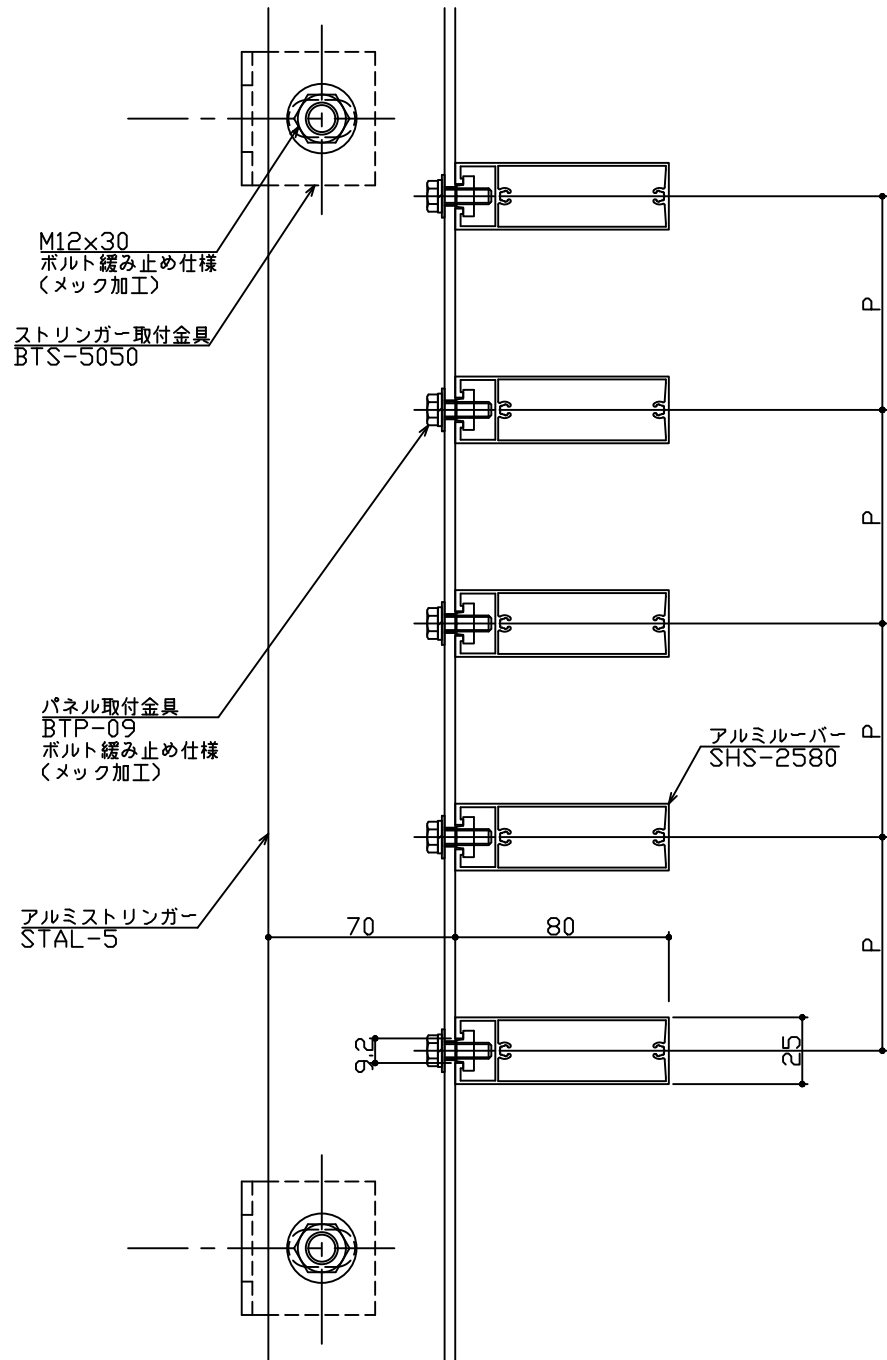 M12x30
ボルト緩み止め仕様
(メック加工)
ストリンガー取付金具
BTS-5050
P
P
パネル取付金具
BTP-09
ボルト緩み止め仕様
(メック加工)
アルミルーバー
SHS-2580
P
アルミストリンガー
STAL-5
70
80
P
9.2
25